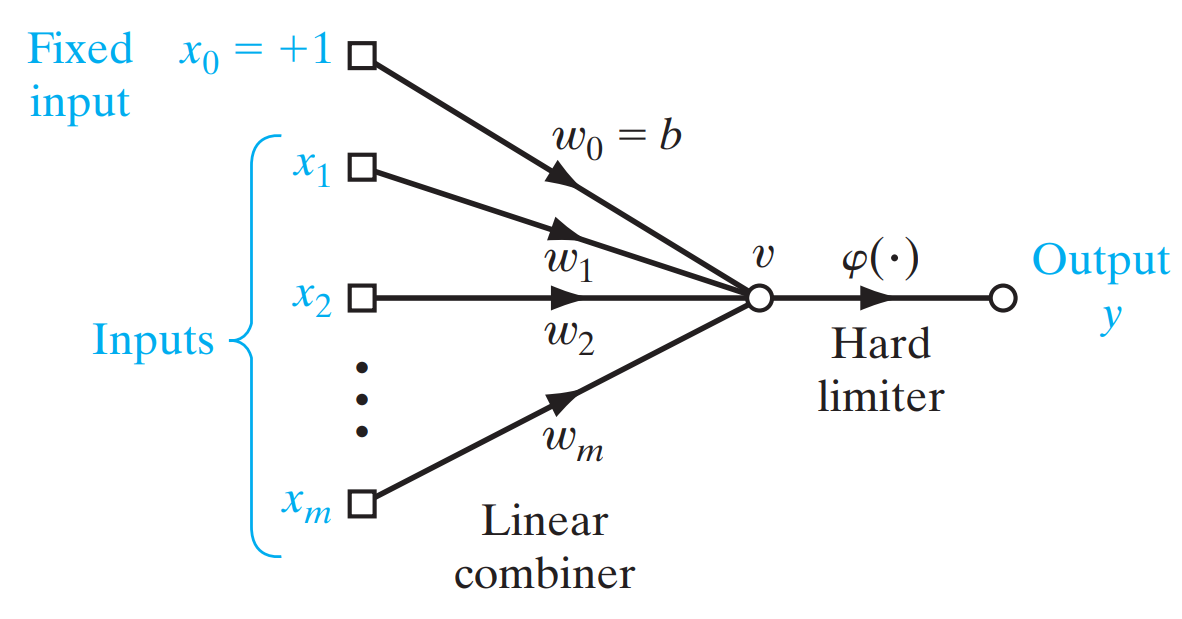 Fixed x₀ = +1
input
w₀ = b
x₁
w₁
v
φ(·)
Output
y
x₂
w₂
Inputs
Hard
limiter
wₘ
xₘ
Linear
combiner